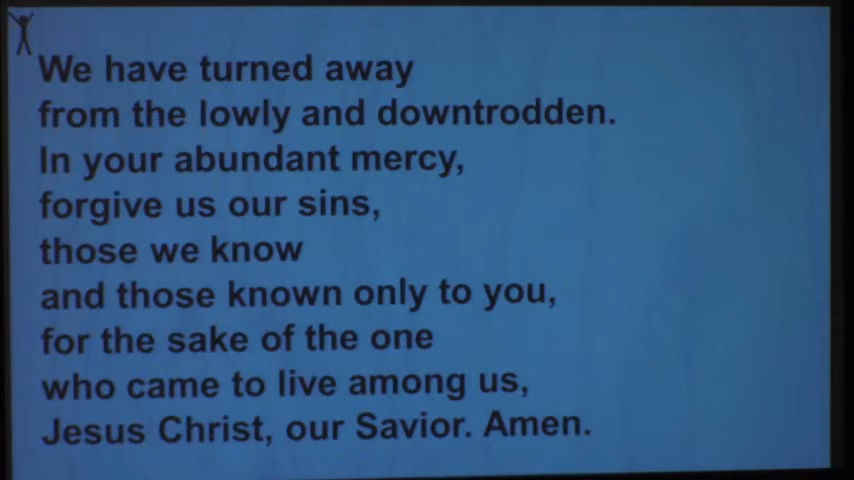 We have turned away
from the lowly and downtrodden.
In your abundant mercy,
forgive us our sins,
those we know
and those known only to you,
for the sake of the one
who came to live among us,
Jesus Christ, our Savior. Amen.